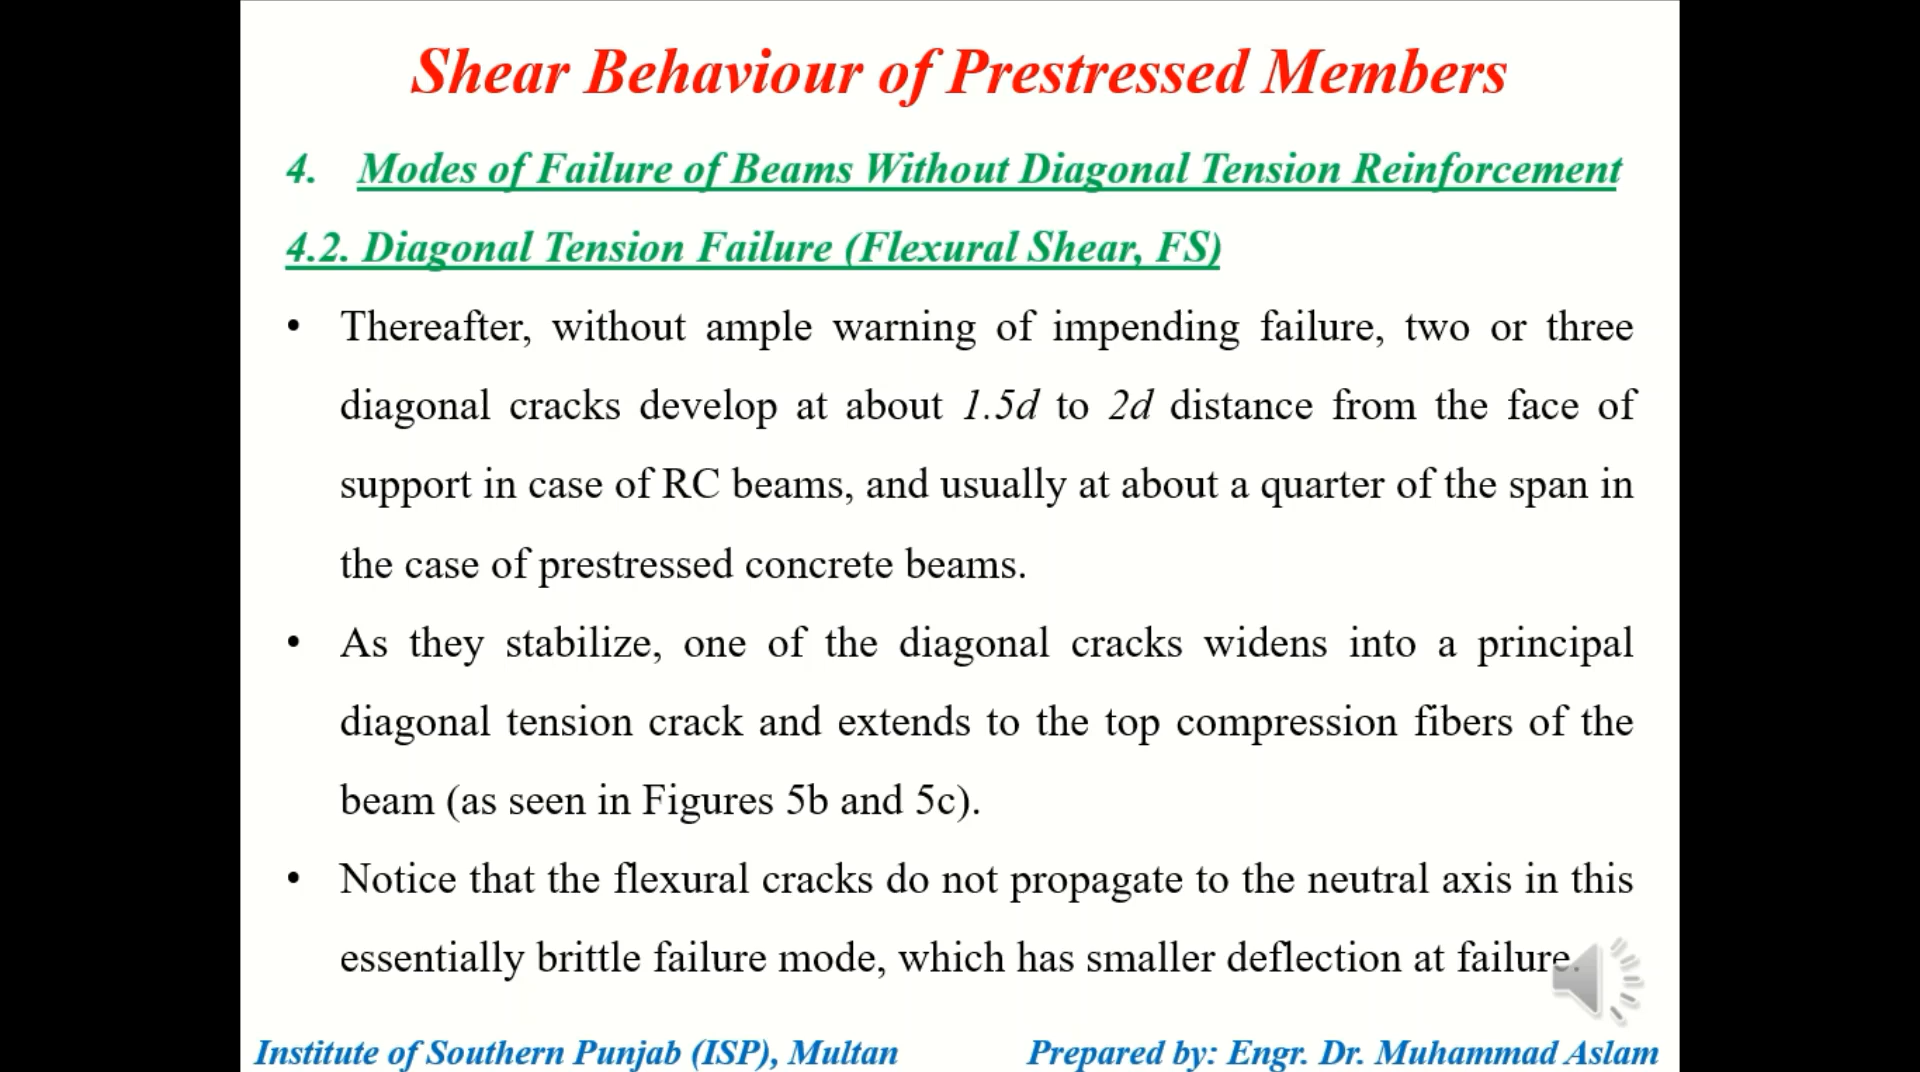 Shear Behaviour of Prestressed Members
4. Modes of Failure of Beams Without Diagonal Tension Reinforcement
4.2. Diagonal Tension Failure (Flexural Shear, FS)
• Thereafter, without ample warning of impending failure, two or three
diagonal cracks develop at about 1.5d to 2d distance from the face of
support in case of RC beams, and usually at about a quarter of the span in
the case of prestressed concrete beams.
• As they stabilize, one of the diagonal cracks widens into a principal
diagonal tension crack and extends to the top compression fibers of the
beam (as seen in Figures 5b and 5c).
• Notice that the flexural cracks do not propagate to the neutral axis in this
essentially brittle failure mode, which has smaller deflection at failure.
Institute of Southern Punjab (ISP), Multan
Prepared by: Engr. Dr. Muhammad Aslam